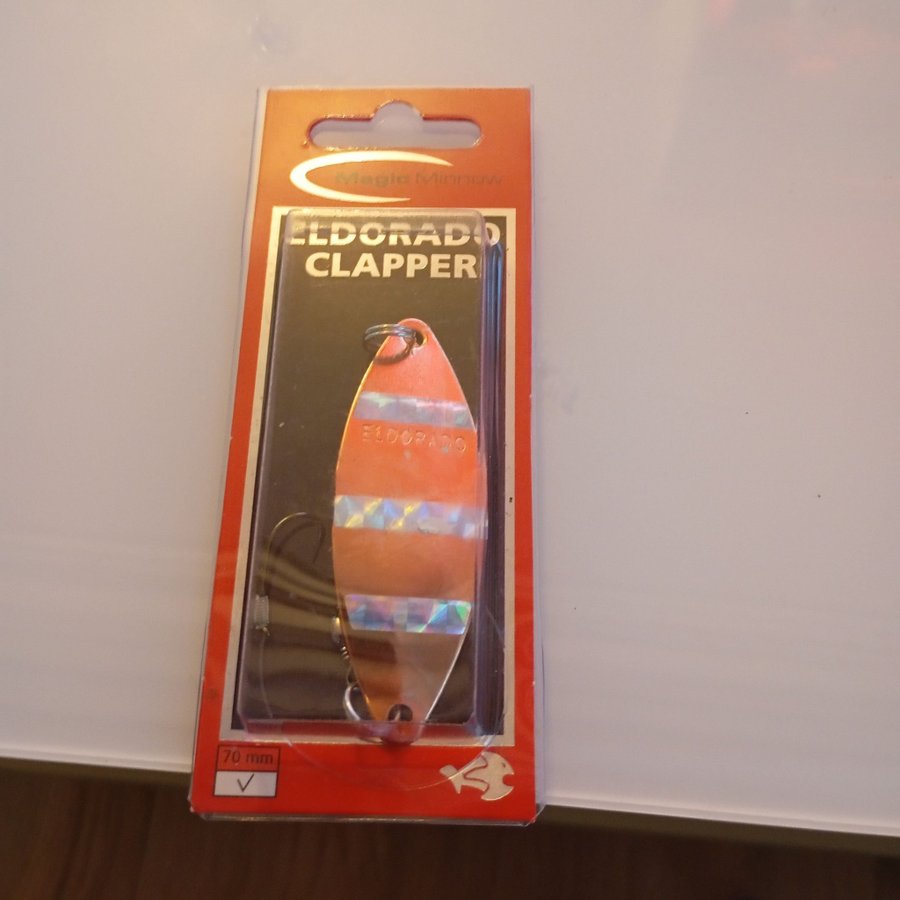 Magic Minnow
ELDORADO
CLAPPER
ELDORADO
70 mm